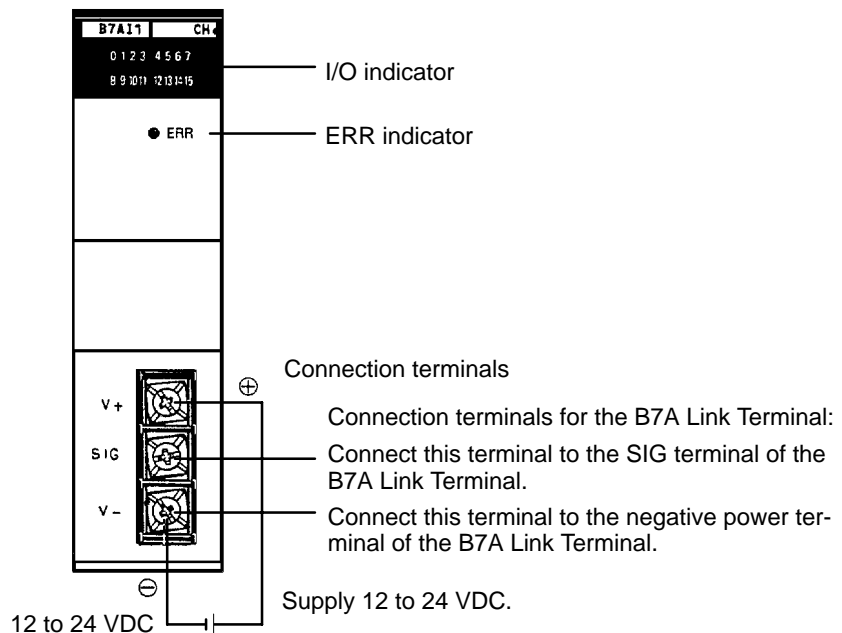 B7AI1 CH
0 1 2 3 4 5 6 7
8 9 10 11 12 13 14 15
I/O indicator
ERR
ERR indicator
Connection terminals
V+
Connection terminals for the B7A Link Terminal:
SIG
Connect this terminal to the SIG terminal of the
B7A Link Terminal.
V-
Connect this terminal to the negative power ter-
minal of the B7A Link Terminal.
Supply 12 to 24 VDC.
12 to 24 VDC